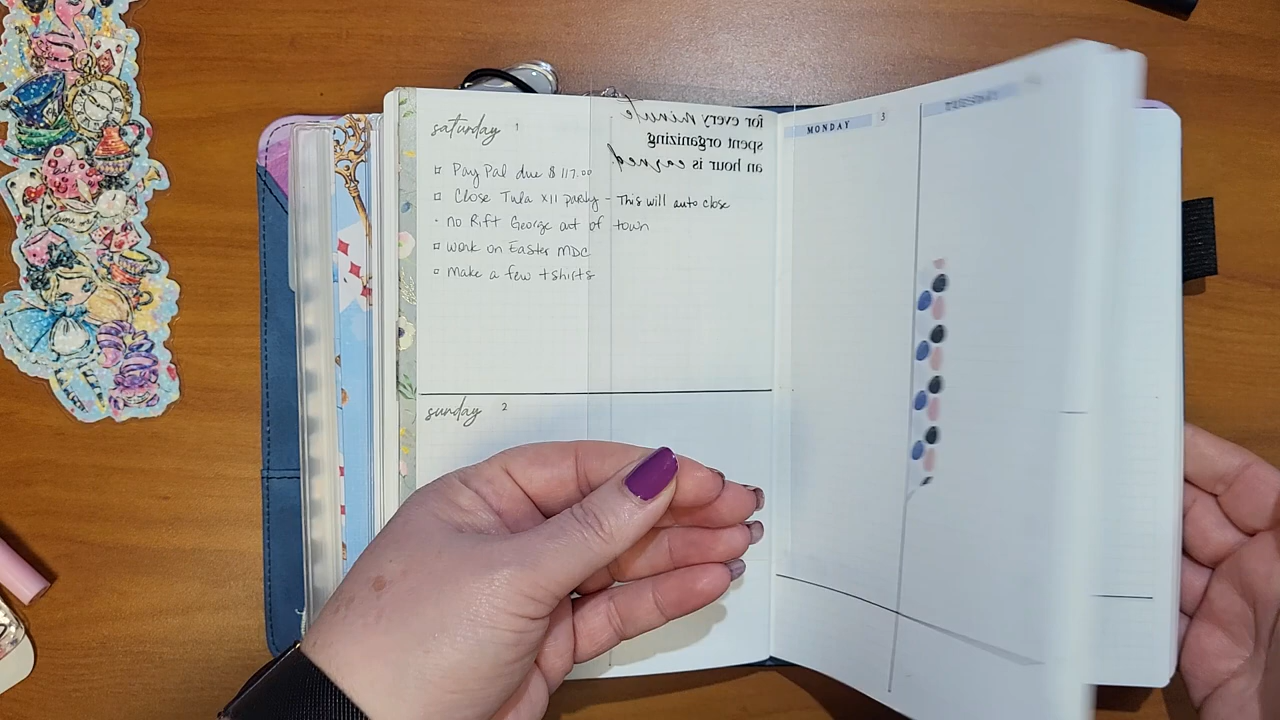 saturday 1
Pay Pal due $117.00
Close Tula XII party - This will auto close
no Rift George out of town
work on Easter MDC
make a few tshirts
sunday 2
for every minute
spent organizing
an hour is earned
MONDAY 3